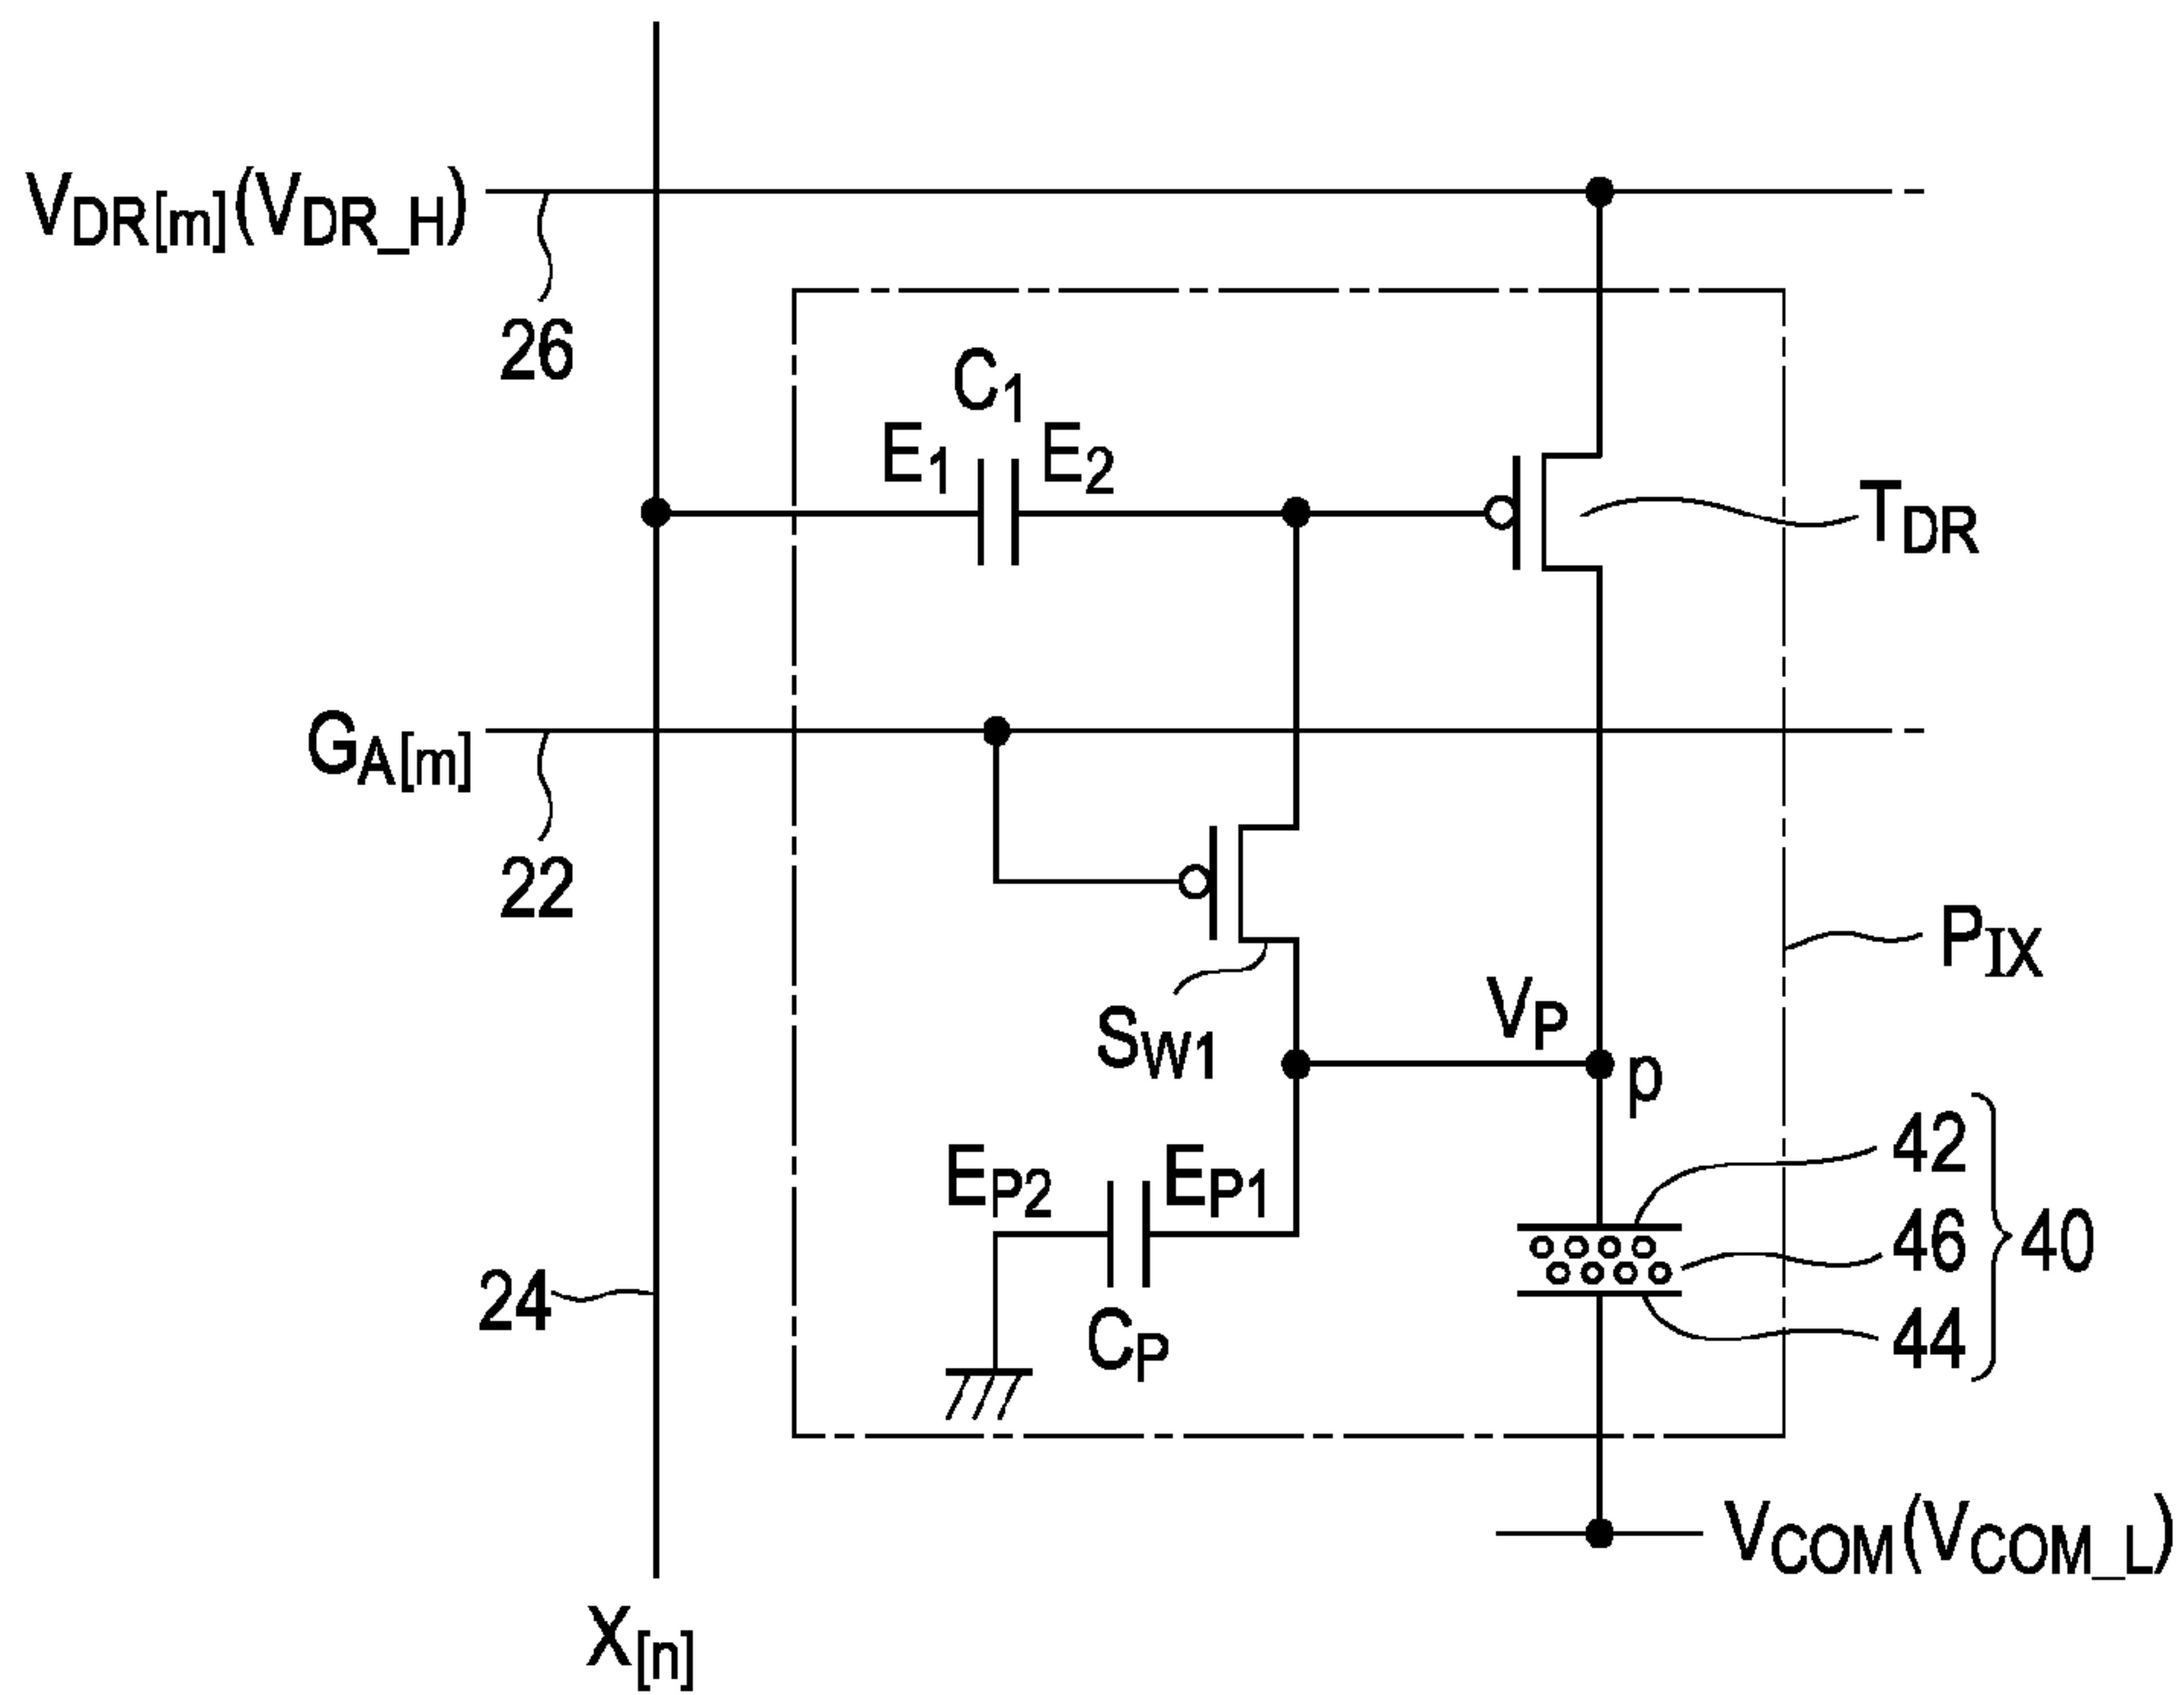 VDR[m](VDR_H)
26
C1
E1 E2
TDR
GA[m]
22
PIX
SW1
VP
p
42
EP2 EP1
46
40
24
CP
44
VCOM(VCOM_L)
X[n]